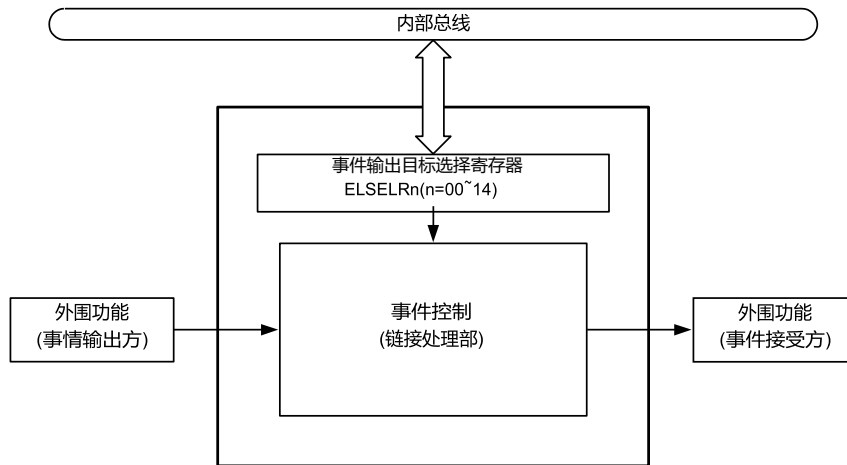 内部总线
事件输出目标选择寄存器
ELSELRn(n=00~14)
外围功能
(事情输出方)
事件控制
(链接处理部)
外围功能
(事件接受方)